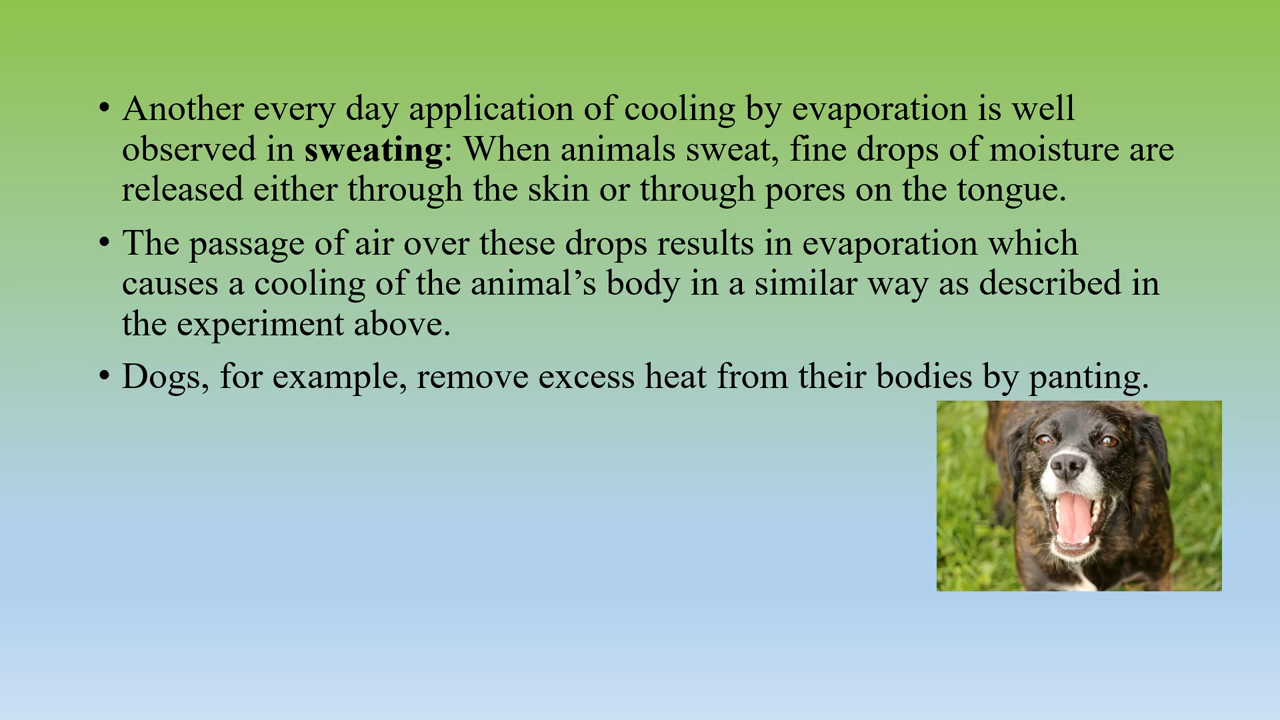 • Another every day application of cooling by evaporation is well
observed in sweating: When animals sweat, fine drops of moisture are
released either through the skin or through pores on the tongue.
• The passage of air over these drops results in evaporation which
causes a cooling of the animal’s body in a similar way as described in
the experiment above.
• Dogs, for example, remove excess heat from their bodies by panting.